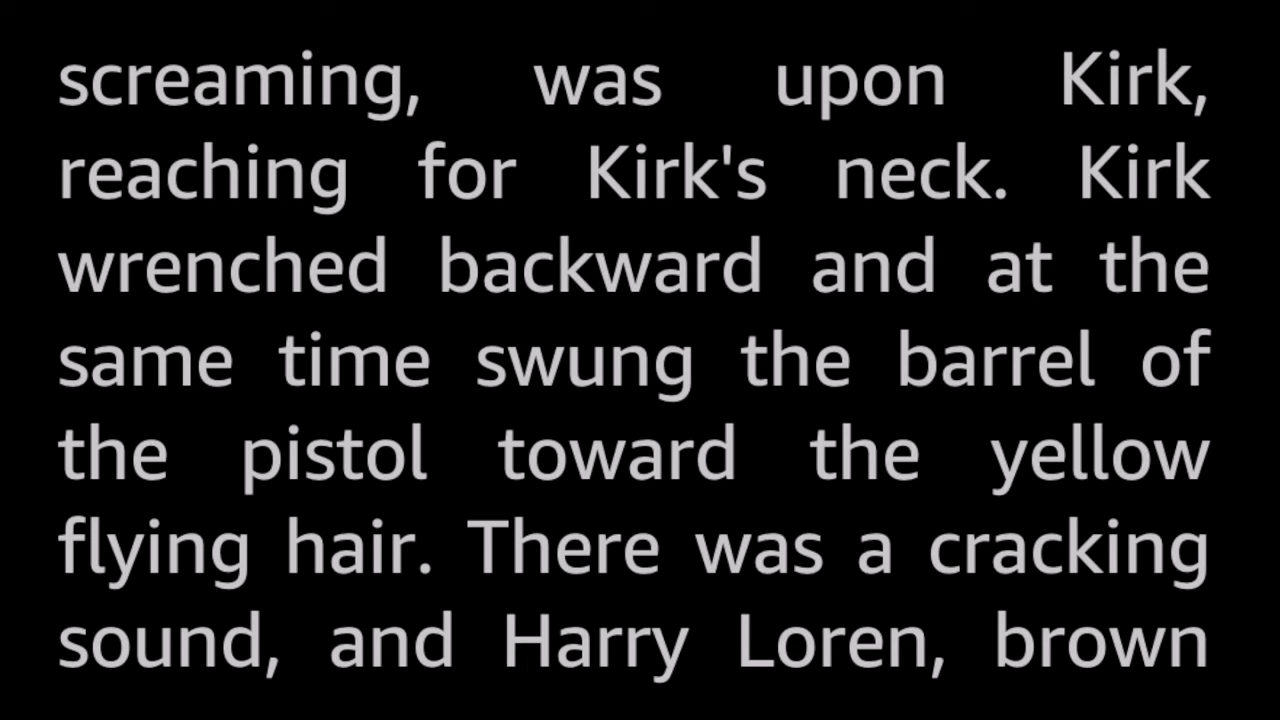 screaming, was upon Kirk,
reaching for Kirk's neck. Kirk
wrenched backward and at the
same time swung the barrel of
the pistol toward the yellow
flying hair. There was a cracking
sound, and Harry Loren, brown